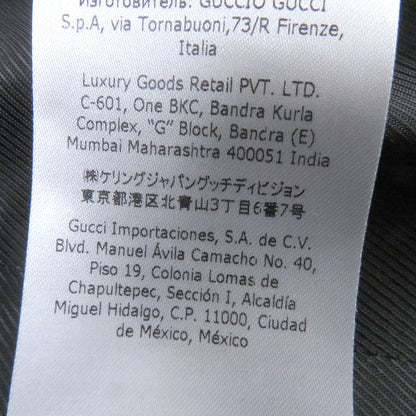 Изготовитель: GUCCIO GUCCI
S.p.A, via Tornabuoni,73/R Firenze,
Italia
Luxury Goods Retail PVT. LTD.
C-601, One BKC, Bandra Kurla
Complex, “G” Block, Bandra (E)
Mumbai Maharashtra 400051 India
㈱ケリングジャパングッチディビジョン
東京都港区北青山3丁目6番7号
Gucci Importaciones, S.A. de C.V.
Blvd. Manuel Ávila Camacho No. 40,
Piso 19, Colonia Lomas de
Chapultepec, Sección I, Alcaldía
Miguel Hidalgo, C.P. 11000, Ciudad
de México, México